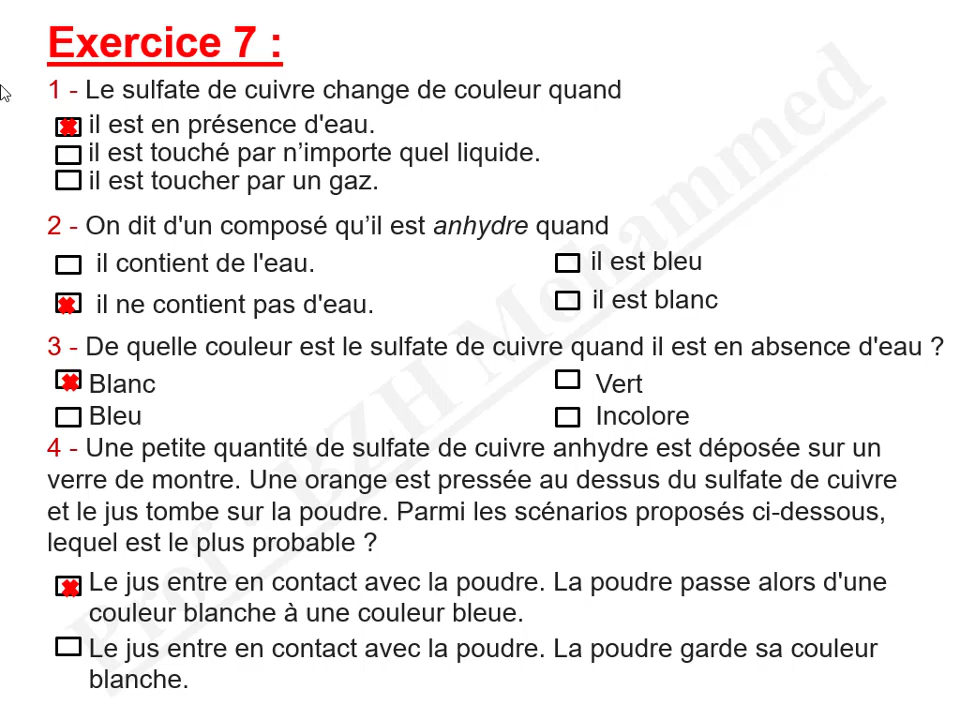 Exercice 7 :
1 - Le sulfate de cuivre change de couleur quand
il est en présence d'eau.
il est touché par n’importe quel liquide.
il est toucher par un gaz.
2 - On dit d'un composé qu’il est anhydre quand
il contient de l'eau.
il est bleu
il ne contient pas d'eau.
il est blanc
3 - De quelle couleur est le sulfate de cuivre quand il est en absence d'eau ?
Blanc
Vert
Bleu
Incolore
4 - Une petite quantité de sulfate de cuivre anhydre est déposée sur un
verre de montre. Une orange est pressée au dessus du sulfate de cuivre
et le jus tombe sur la poudre. Parmi les scénarios proposés ci-dessous,
lequel est le plus probable ?
Le jus entre en contact avec la poudre. La poudre passe alors d'une
couleur blanche à une couleur bleue.
Le jus entre en contact avec la poudre. La poudre garde sa couleur
blanche.
Prof : BZH Mohammed